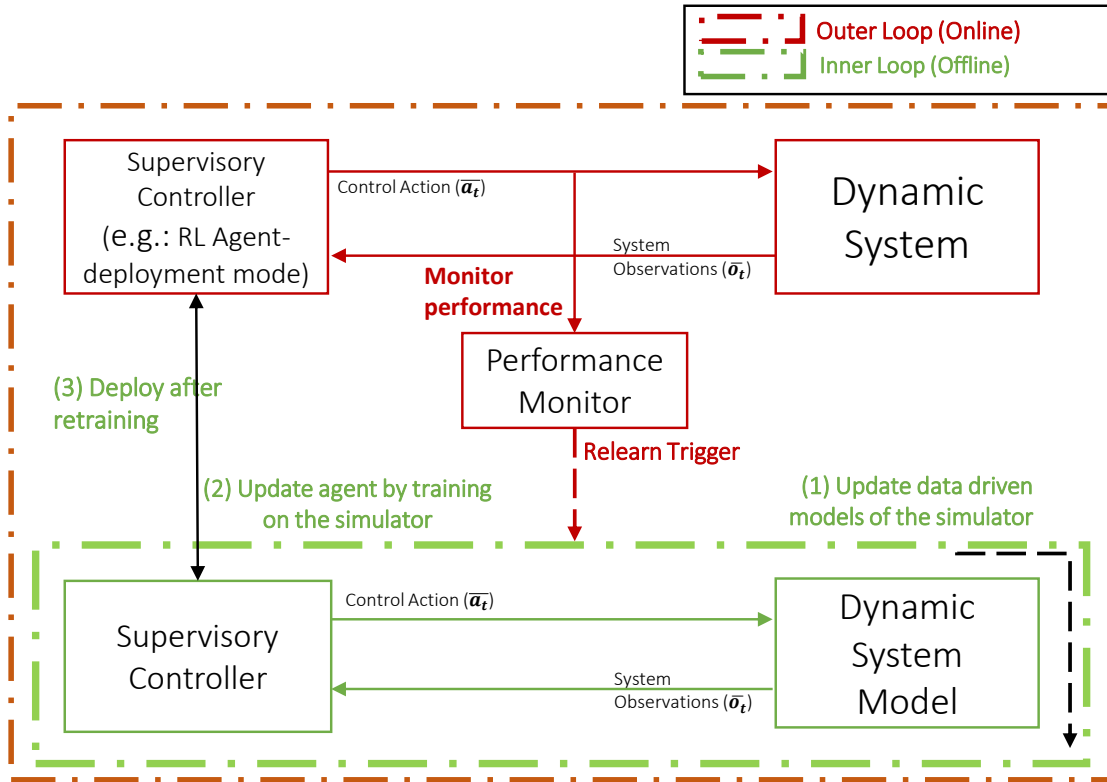 Outer Loop (Online)
Inner Loop (Offline)
Supervisory
Controller
(e.g.: RL Agent-
deployment mode)
Control Action (a̅ₜ)
System
Observations (o̅ₜ)
Dynamic
System
Monitor
performance
Performance
Monitor
(3) Deploy after
retraining
Relearn Trigger
(2) Update agent by training
on the simulator
(1) Update data driven
models of the simulator
Supervisory
Controller
Control Action (a̅ₜ)
System
Observations (o̅ₜ)
Dynamic
System
Model